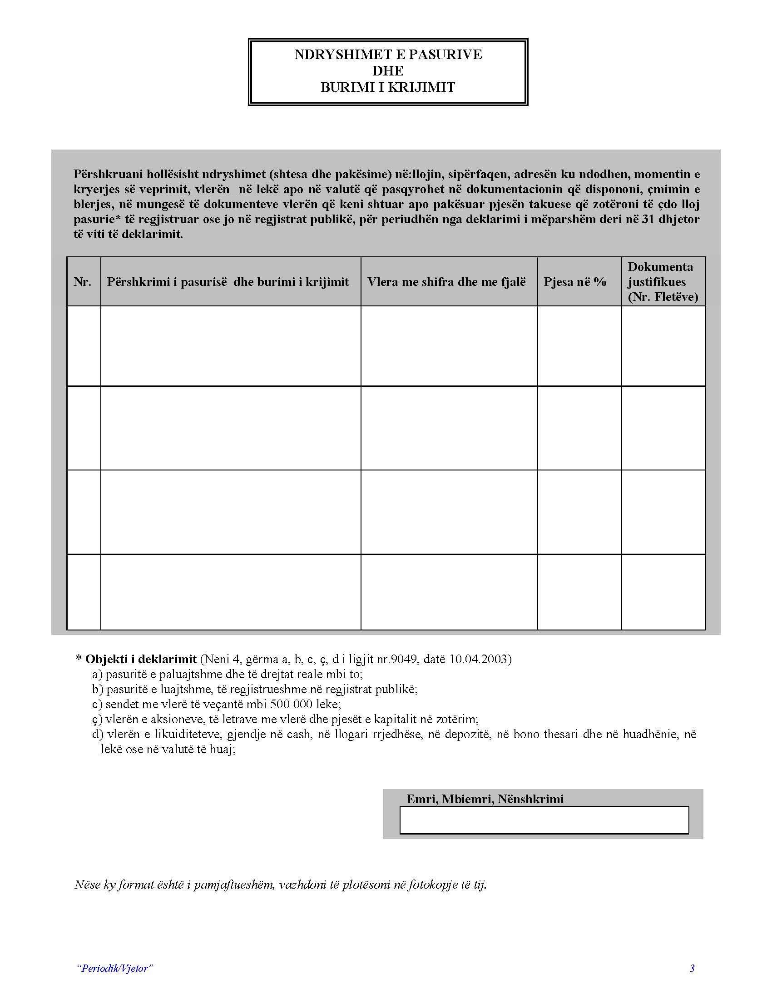 NDRYSHIMET E PASURIVE
DHE
BURIMI I KRIJIMIT
Përshkruani hollësisht ndryshimet (shtesa dhe pakësime) në:llojin, sipërfaqen, adresën ku ndodhen, momentin e
kryerjes së veprimit, vlerën në lekë apo në valutë që pasqyrohet në dokumentacionin që dispononi, çmimin e
blerjes, në mungesë të dokumenteve vlerën që keni shtuar apo pakësuar pjesën takuese që zotëroni të çdo lloj
pasurie* të regjistruar ose jo në regjistrat publikë, për periudhën nga deklarimi i mëparshëm deri në 31 dhjetor
të viti të deklarimit.
Nr.
Përshkrimi i pasurisë dhe burimi i krijimit
Vlera me shifra dhe me fjalë
Pjesa në %
Dokumenta
justifikues
(Nr. Fletëve)
* Objekti i deklarimit (Neni 4, gërma a, b, c, ç, d i ligjit nr.9049, datë 10.04.2003)
a) pasuritë e paluajtshme dhe të drejtat reale mbi to;
b) pasuritë e luajtshme, të regjistrueshme në regjistrat publikë;
c) sendet me vlerë të veçantë mbi 500 000 leke;
ç) vlerën e aksioneve, të letrave me vlerë dhe pjesët e kapitalit në zotërim;
d) vlerën e likuiditeteve, gjendje në cash, në llogari rrjedhëse, në depozitë, në bono thesari dhe në huadhënie, në
lekë ose në valutë të huaj;
Emri, Mbiemri, Nënshkrimi
Nëse ky format është i pamjaftueshëm, vazhdoni të plotësoni në fotokopje të tij.
“Periodik/Vjetor”
3